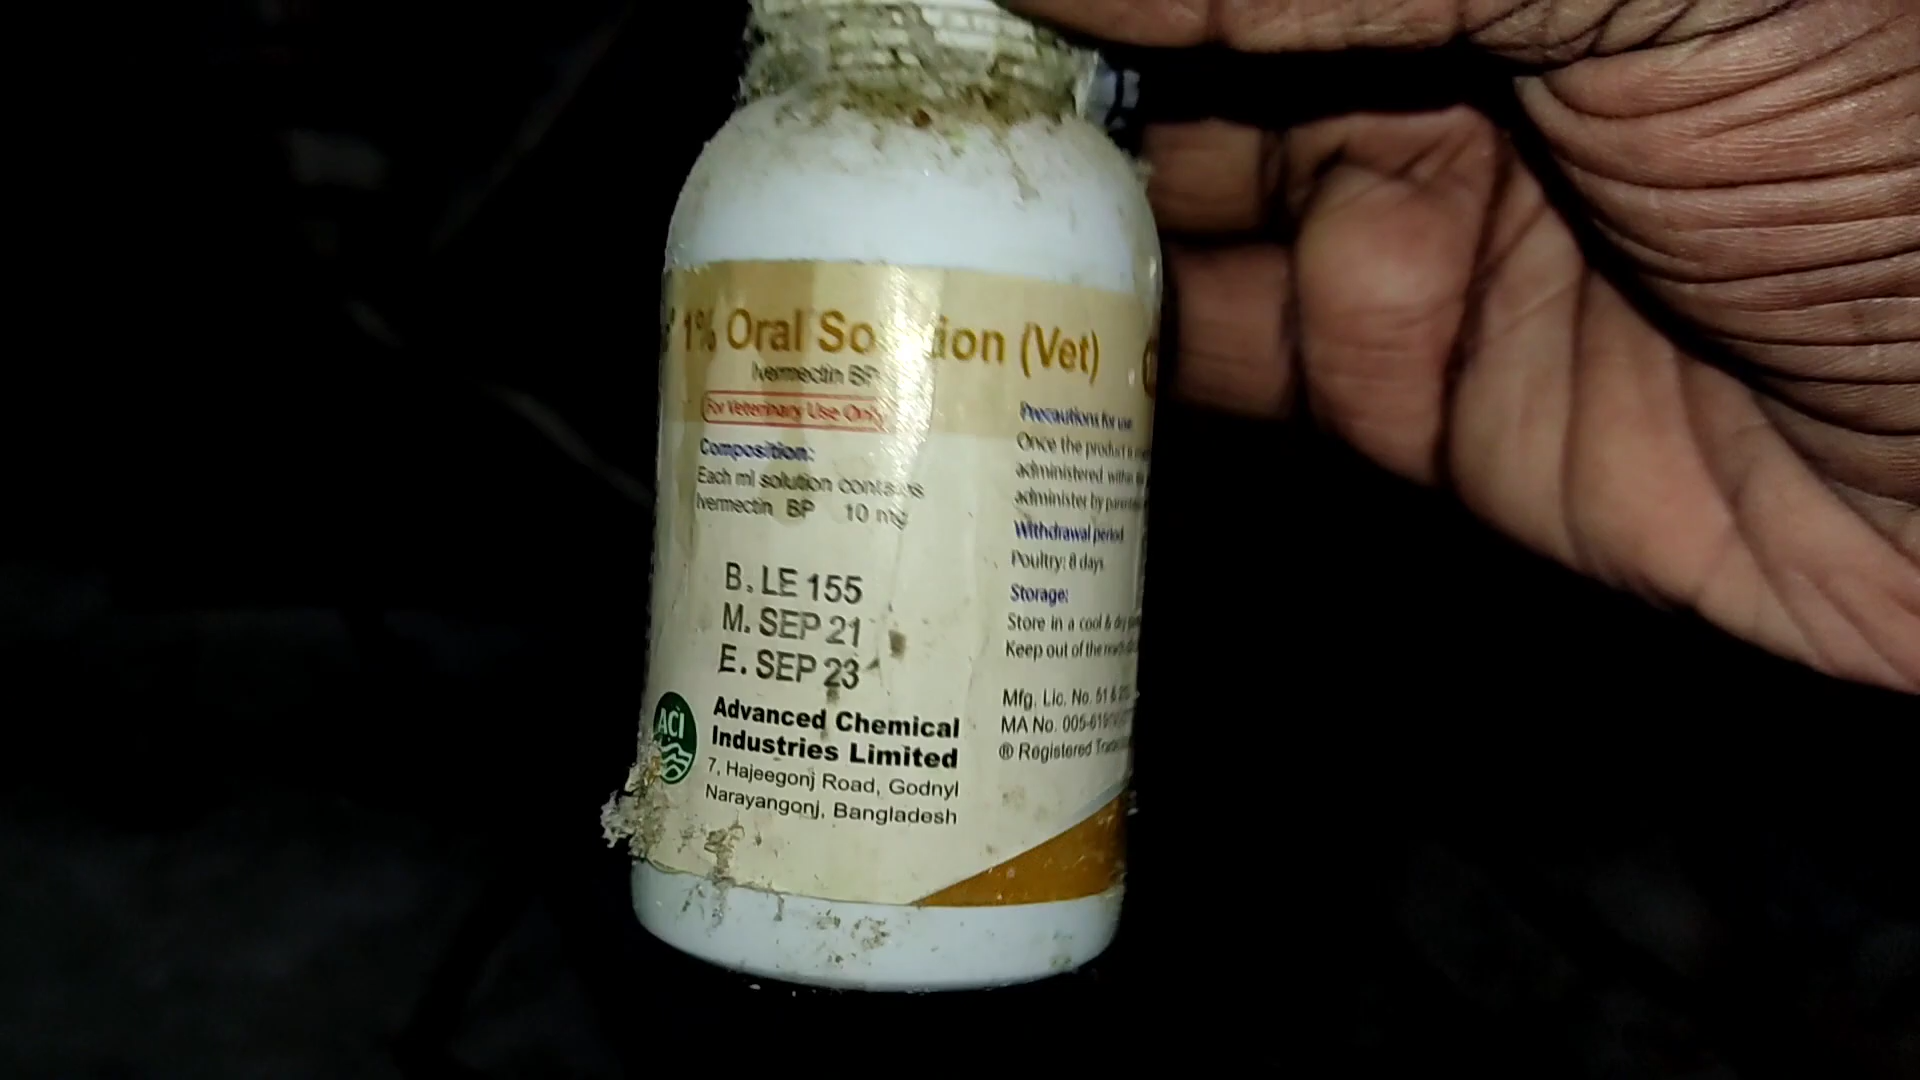 1% Oral Solution (Vet)
Ivermectin BP
For Veterinary Use Only
Composition:
Each ml solution contains
Ivermectin BP 10 mg
B. LE 155
M. SEP 21
E. SEP 23
ACI
Advanced Chemical
Industries Limited
7, Hajeegonj Road, Godnyl
Narayangonj, Bangladesh
Precautions for use
Once the product
administered within
administer by
Withdrawal period
Poultry: 8 days
Storage:
Store in a cool & dry
Keep out of the
Mfg. Lic. No. 51 &
MA No. 005-
® Registered